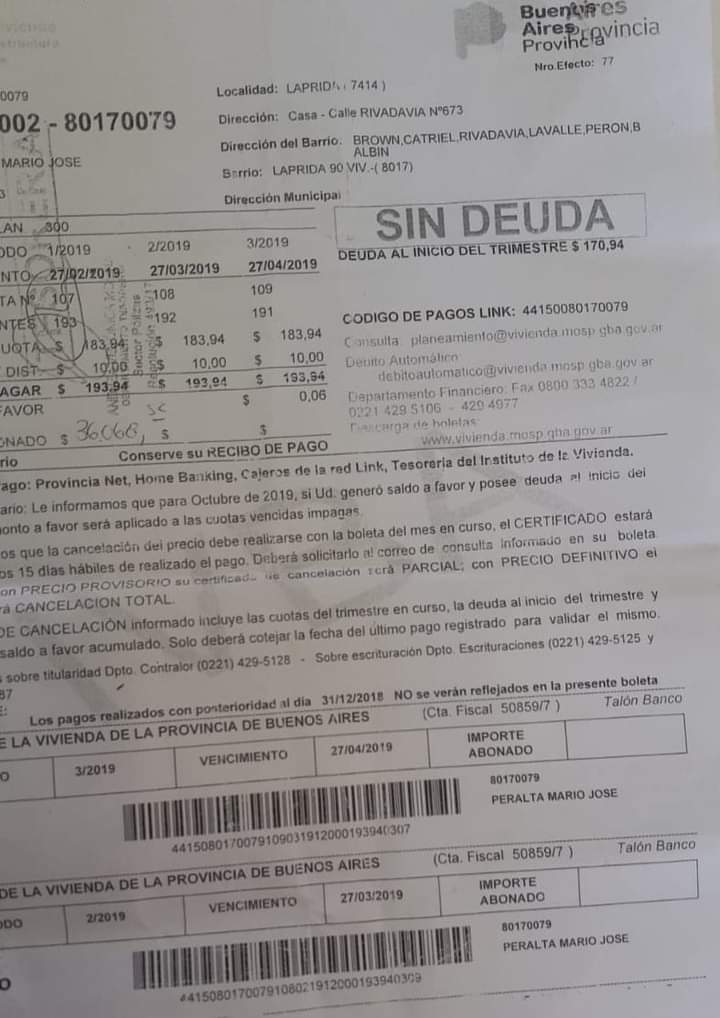 Buenos Aires
Aires Provincia
Provincia
Nro.Efecto: 77
0079
Localidad: LAPRIDA ( 7414 )
002 - 80170079
Dirección: Casa - Calle RIVADAVIA Nº673
MARIO JOSE
Dirección del Barrio: BROWN,CATRIEL,RIVADAVIA,LAVALLE,PERON,B
ALBIN
Barrio: LAPRIDA 90 VIV.-( 8017)
3
Dirección Municipal
LAN 300
SIN DEUDA
ODO 1/2019 2/2019 3/2019
DEUDA AL INICIO DEL TRIMESTRE $ 170,94
NTO 27/02/2019 27/03/2019 27/04/2019
TA Nº 107 108 109
NTES 193 192 191
CODIGO DE PAGOS LINK: 44150080170079
UOTA $ 183,94 $ 183,94 $ 183,94
Consulta: planeamiento@vivienda.mosp.gba.gov.ar
DIST. $ 10,00 $ 10,00 $ 10,00
Débito Automático
debitoautomatico@vivienda.mosp.gba.gov.ar
AGAR $ 193,94 $ 193,94 $ 193,94
Departamento Financiero: Fax 0800 333 4822 /
FAVOR $ 0,06
0221 429 5106 - 429 4977
Descarga de boletas:
ONADO $ 36,068, $ $
www.vivienda.mosp.gba.gov.ar
rio Conserve su RECIBO DE PAGO
ago: Provincia Net, Home Banking, Cajeros de la red Link, Tesoreria del Instituto de la Vivienda.
ario: Le informamos que para Octubre de 2019, si Ud. generó saldo a favor y posee deuda al inicio del
onto a favor será aplicado a las cuotas vencidas impagas.
os que la cancelación del precio debe realizarse con la boleta del mes en curso, el CERTIFICADO estará
os 15 días hábiles de realizado el pago. Deberá solicitarlo al correo de consulta informado en su boleta
on PRECIO PROVISORIO su certificado de cancelación será PARCIAL; con PRECIO DEFINITIVO el
rá CANCELACION TOTAL.
DE CANCELACIÓN informado incluye las cuotas del trimestre en curso, la deuda al inicio del trimestre y
saldo a favor acumulado. Solo deberá cotejar la fecha del último pago registrado para validar el mismo.
s sobre titularidad Dpto. Contralor (0221) 429-5128 - Sobre escrituración Dpto. Escrituraciones (0221) 429-5125 y
87
E: Los pagos realizados con posterioridad al día 31/12/2018 NO se verán reflejados en la presente boleta
E LA VIVIENDA DE LA PROVINCIA DE BUENOS AIRES (Cta. Fiscal 50859/7 ) Talón Banco
O 3/2019 VENCIMIENTO 27/04/2019 IMPORTE
ABONADO
80170079
PERALTA MARIO JOSE
44150801700791090319120001939403​07
DE LA VIVIENDA DE LA PROVINCIA DE BUENOS AIRES (Cta. Fiscal 50859/7 ) Talón Banco
ODO 2/2019 VENCIMIENTO 27/03/2019 IMPORTE
ABONADO
80170079
PERALTA MARIO JOSE
O
4415080170079108021912000193940309